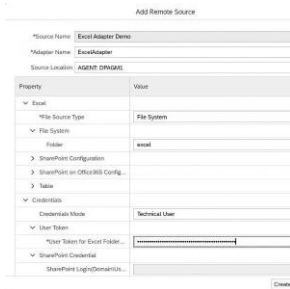 Add Remote Source
*Source Name: Excel Adapter Demo
*Adapter Name: ExcelAdapter
Source Location: AGENT: DPAGM1
Property Value
Excel
*File Source Type File System
File System
Folder excel
SharePoint Configuration
SharePoint on Office365 Config...
Table
Credentials
Credentials Mode Technical User
User Token
*User Token for Excel Folder...
SharePoint Credential
SharePoint Login(Domain\Us...
Create